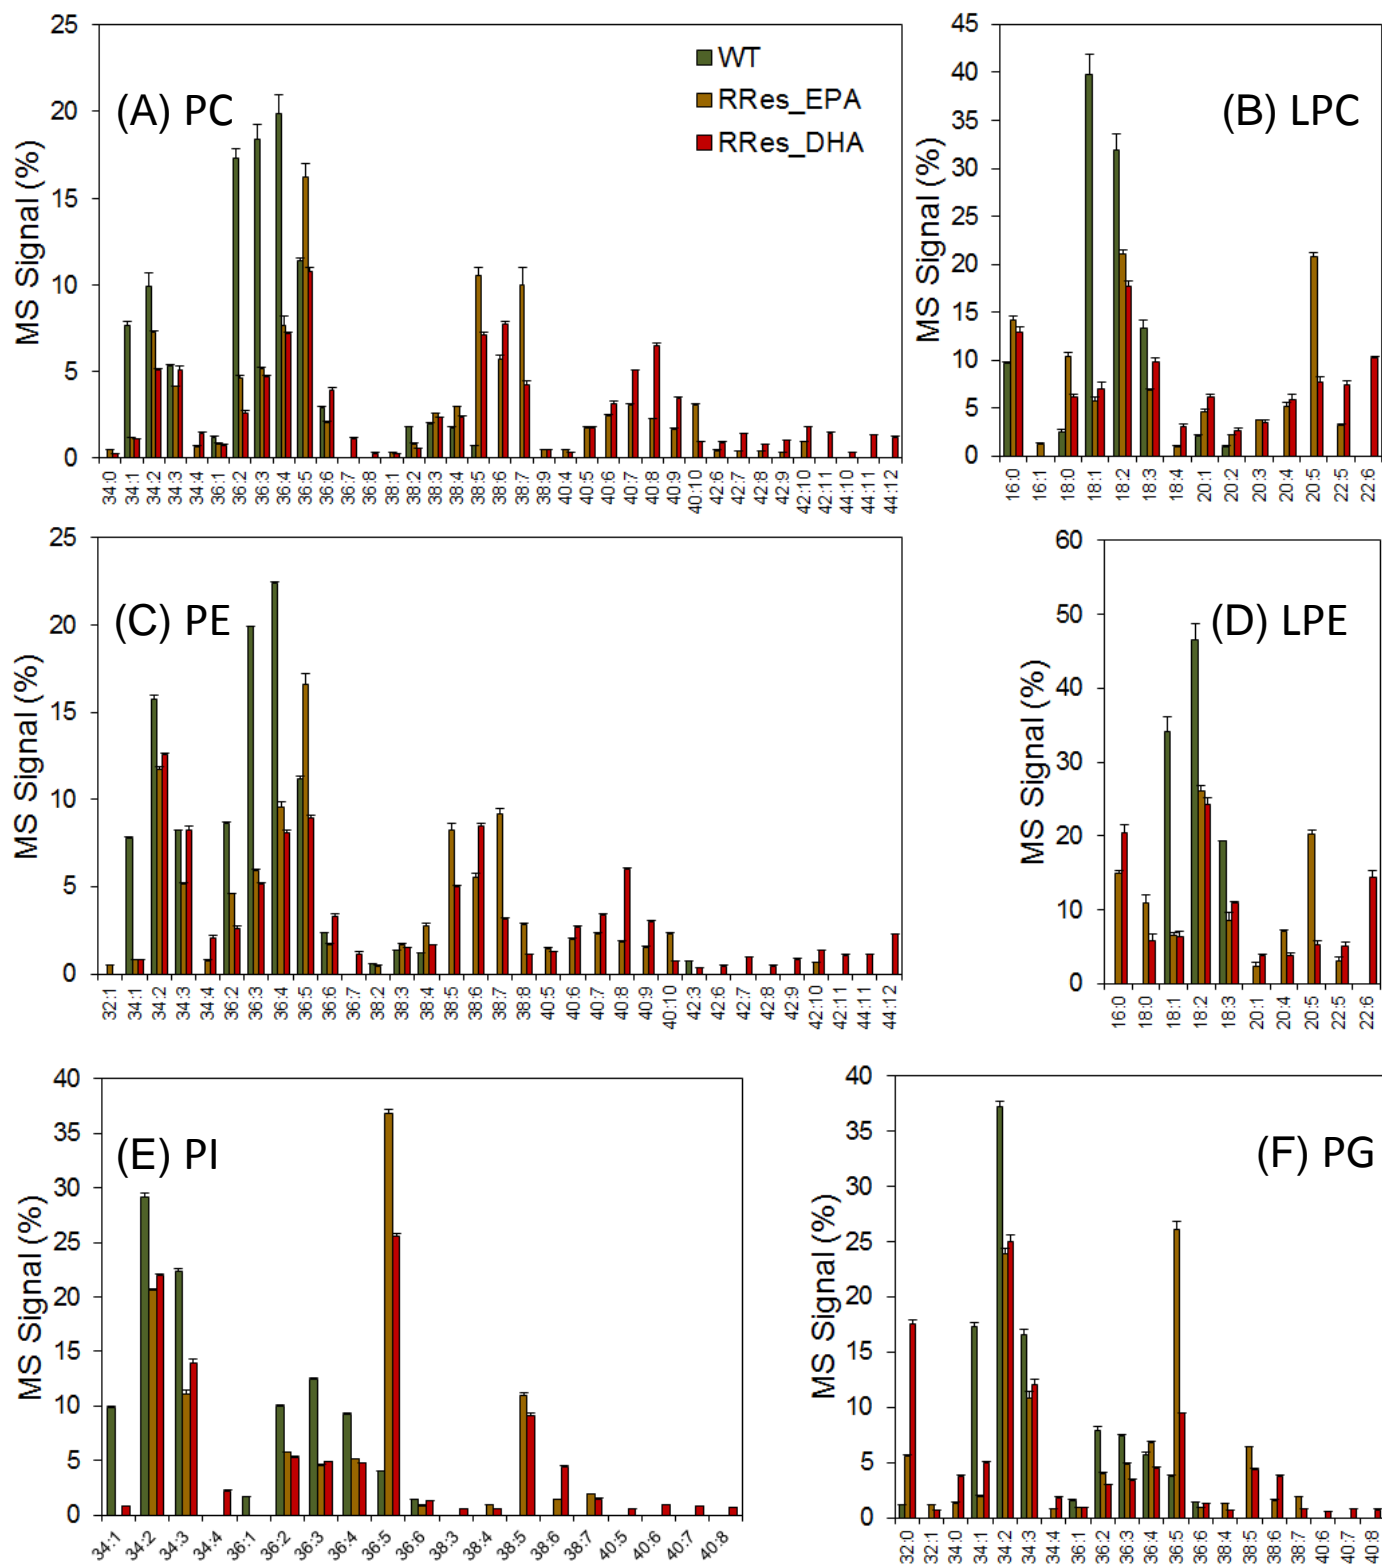 25
20
15
10
5
0
MS Signal (%)
(A) PC
WT
RRes_EPA
RRes_DHA
34:0 34:1 34:2 34:3 34:4 36:1 36:2 36:3 36:4 36:5 36:6 36:7 36:8 38:1 38:2 38:3 38:4 38:5 38:6 38:7 38:9 40:4 40:5 40:6 40:7 40:8 40:9 40:10 42:6 42:7 42:8 42:9 42:10 42:11 44:10 44:11 44:12
45
40
35
30
25
20
15
10
5
0
MS Signal (%)
(B) LPC
16:0 16:1 18:0 18:1 18:2 18:3 18:4 20:1 20:2 20:3 20:4 20:5 22:5 22:6
25
20
15
10
5
0
MS Signal (%)
(C) PE
32:1 34:1 34:2 34:3 34:4 36:2 36:3 36:4 36:5 36:6 36:7 38:2 38:3 38:4 38:5 38:6 38:7 38:8 40:5 40:6 40:7 40:8 40:9 40:10 42:3 42:6 42:7 42:8 42:9 42:10 42:11 44:11 44:12
60
50
40
30
20
10
0
MS Signal (%)
(D) LPE
16:0 18:0 18:1 18:2 18:3 20:1 20:4 20:5 22:5 22:6
40
35
30
25
20
15
10
5
0
MS Signal (%)
(E) PI
34:1 34:2 34:3 34:4 36:1 36:2 36:3 36:4 36:5 36:6 38:3 38:4 38:5 38:6 38:7 40:5 40:6 40:7 40:8
40
35
30
25
20
15
10
5
0
MS Signal (%)
(F) PG
32:0 32:1 34:0 34:1 34:2 34:3 34:4 36:1 36:2 36:3 36:4 36:5 36:6 38:4 38:5 38:6 38:7 40:6 40:7 40:8